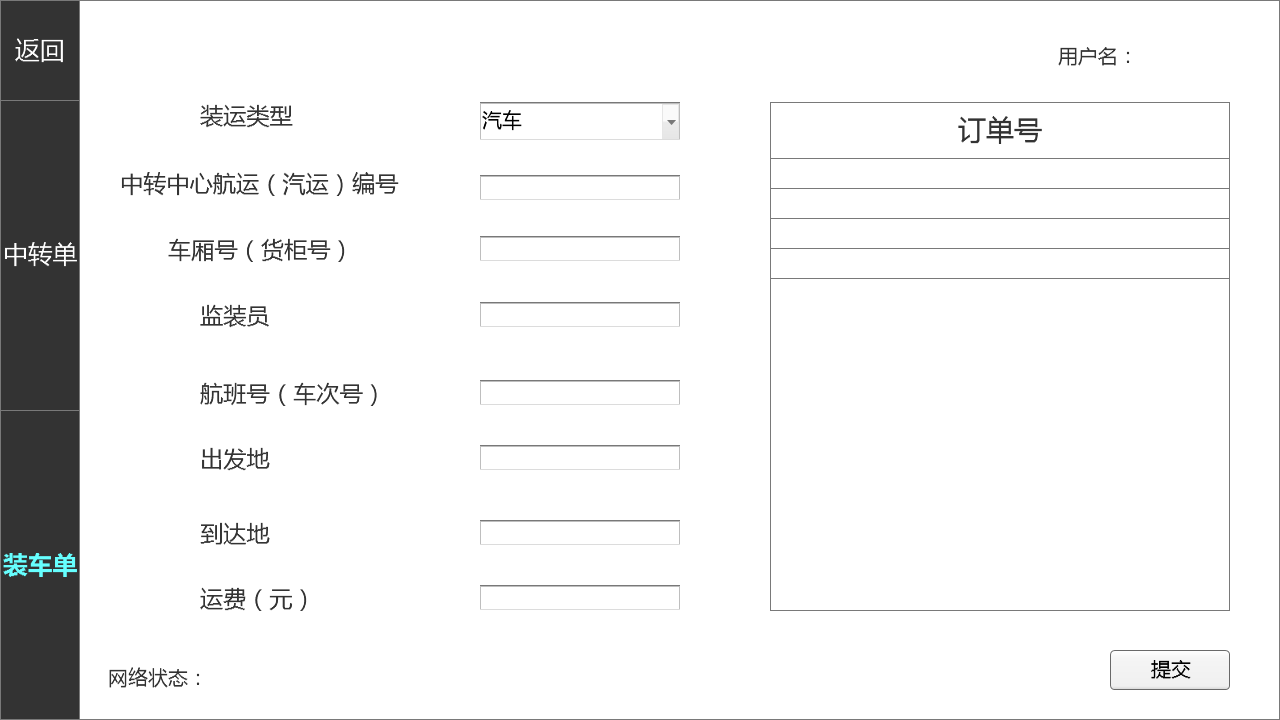 返回
用户名：
装运类型
汽车
订单号
中转中心航运（汽运）编号
中转单
车厢号（货柜号）
监装员
航班号（车次号）
出发地
到达地
装车单
运费（元）
网络状态：
提交